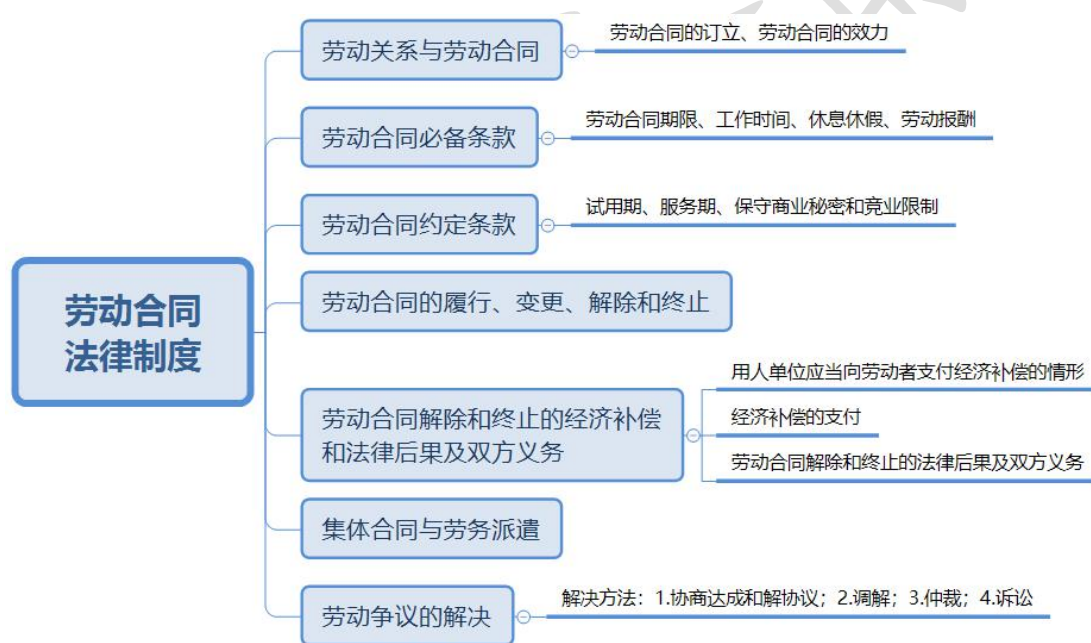 劳动合同
法律制度
劳动关系与劳动合同
劳动合同的订立、劳动合同的效力
劳动合同必备条款
劳动合同期限、工作时间、休息休假、劳动报酬
劳动合同约定条款
试用期、服务期、保守商业秘密和竞业限制
劳动合同的履行、变更、解除和终止
劳动合同解除和终止的经济补偿
和法律后果及双方义务
用人单位应当向劳动者支付经济补偿的情形
经济补偿的支付
劳动合同解除和终止的法律后果及双方义务
集体合同与劳务派遣
劳动争议的解决
解决方法：1.协商达成和解协议；2.调解；3.仲裁；4.诉讼